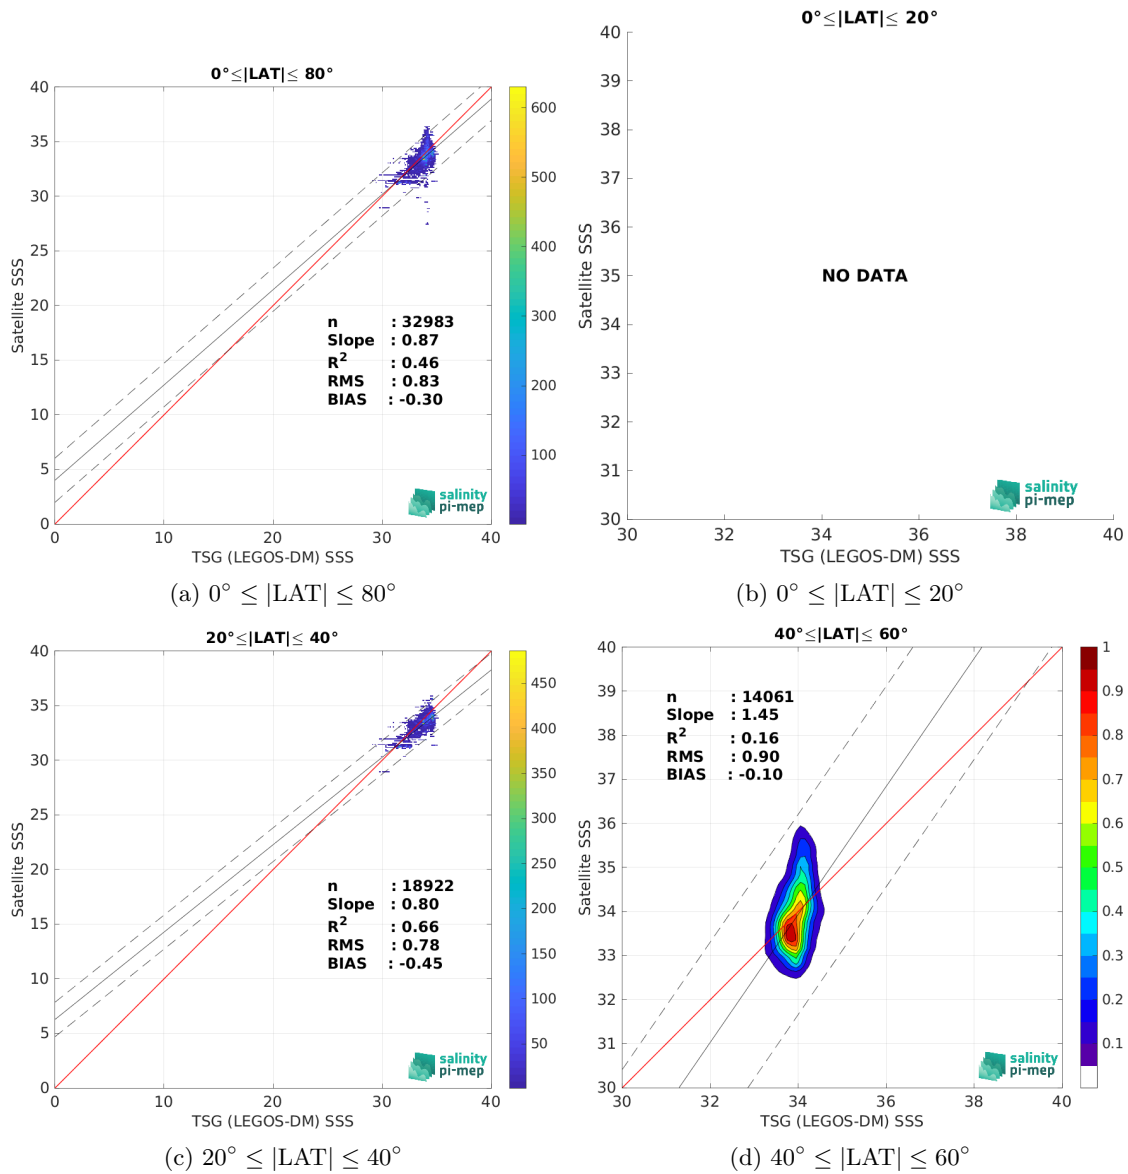 0°≤|LAT|≤ 80°
40
35
30
25
20
15
10
5
0
0
10
20
30
40
Satellite SSS
TSG (LEGOS-DM) SSS
n : 32983
Slope : 0.87
R² : 0.46
RMS : 0.83
BIAS : -0.30
salinity
pi-mep
600
500
400
300
200
100
(a) 0° ≤ |LAT| ≤ 80°
0°≤|LAT|≤ 20°
40
39
38
37
36
35
34
33
32
31
30
30
32
34
36
38
40
Satellite SSS
TSG (LEGOS-DM) SSS
NO DATA
salinity
pi-mep
(b) 0° ≤ |LAT| ≤ 20°
20°≤|LAT|≤ 40°
40
35
30
25
20
15
10
5
0
0
10
20
30
40
Satellite SSS
TSG (LEGOS-DM) SSS
n : 18922
Slope : 0.80
R² : 0.66
RMS : 0.78
BIAS : -0.45
salinity
pi-mep
450
400
350
300
250
200
150
100
50
(c) 20° ≤ |LAT| ≤ 40°
40°≤|LAT|≤ 60°
40
39
38
37
36
35
34
33
32
31
30
30
32
34
36
38
40
Satellite SSS
TSG (LEGOS-DM) SSS
n : 14061
Slope : 1.45
R² : 0.16
RMS : 0.90
BIAS : -0.10
salinity
pi-mep
1
0.9
0.8
0.7
0.6
0.5
0.4
0.3
0.2
0.1
(d) 40° ≤ |LAT| ≤ 60°